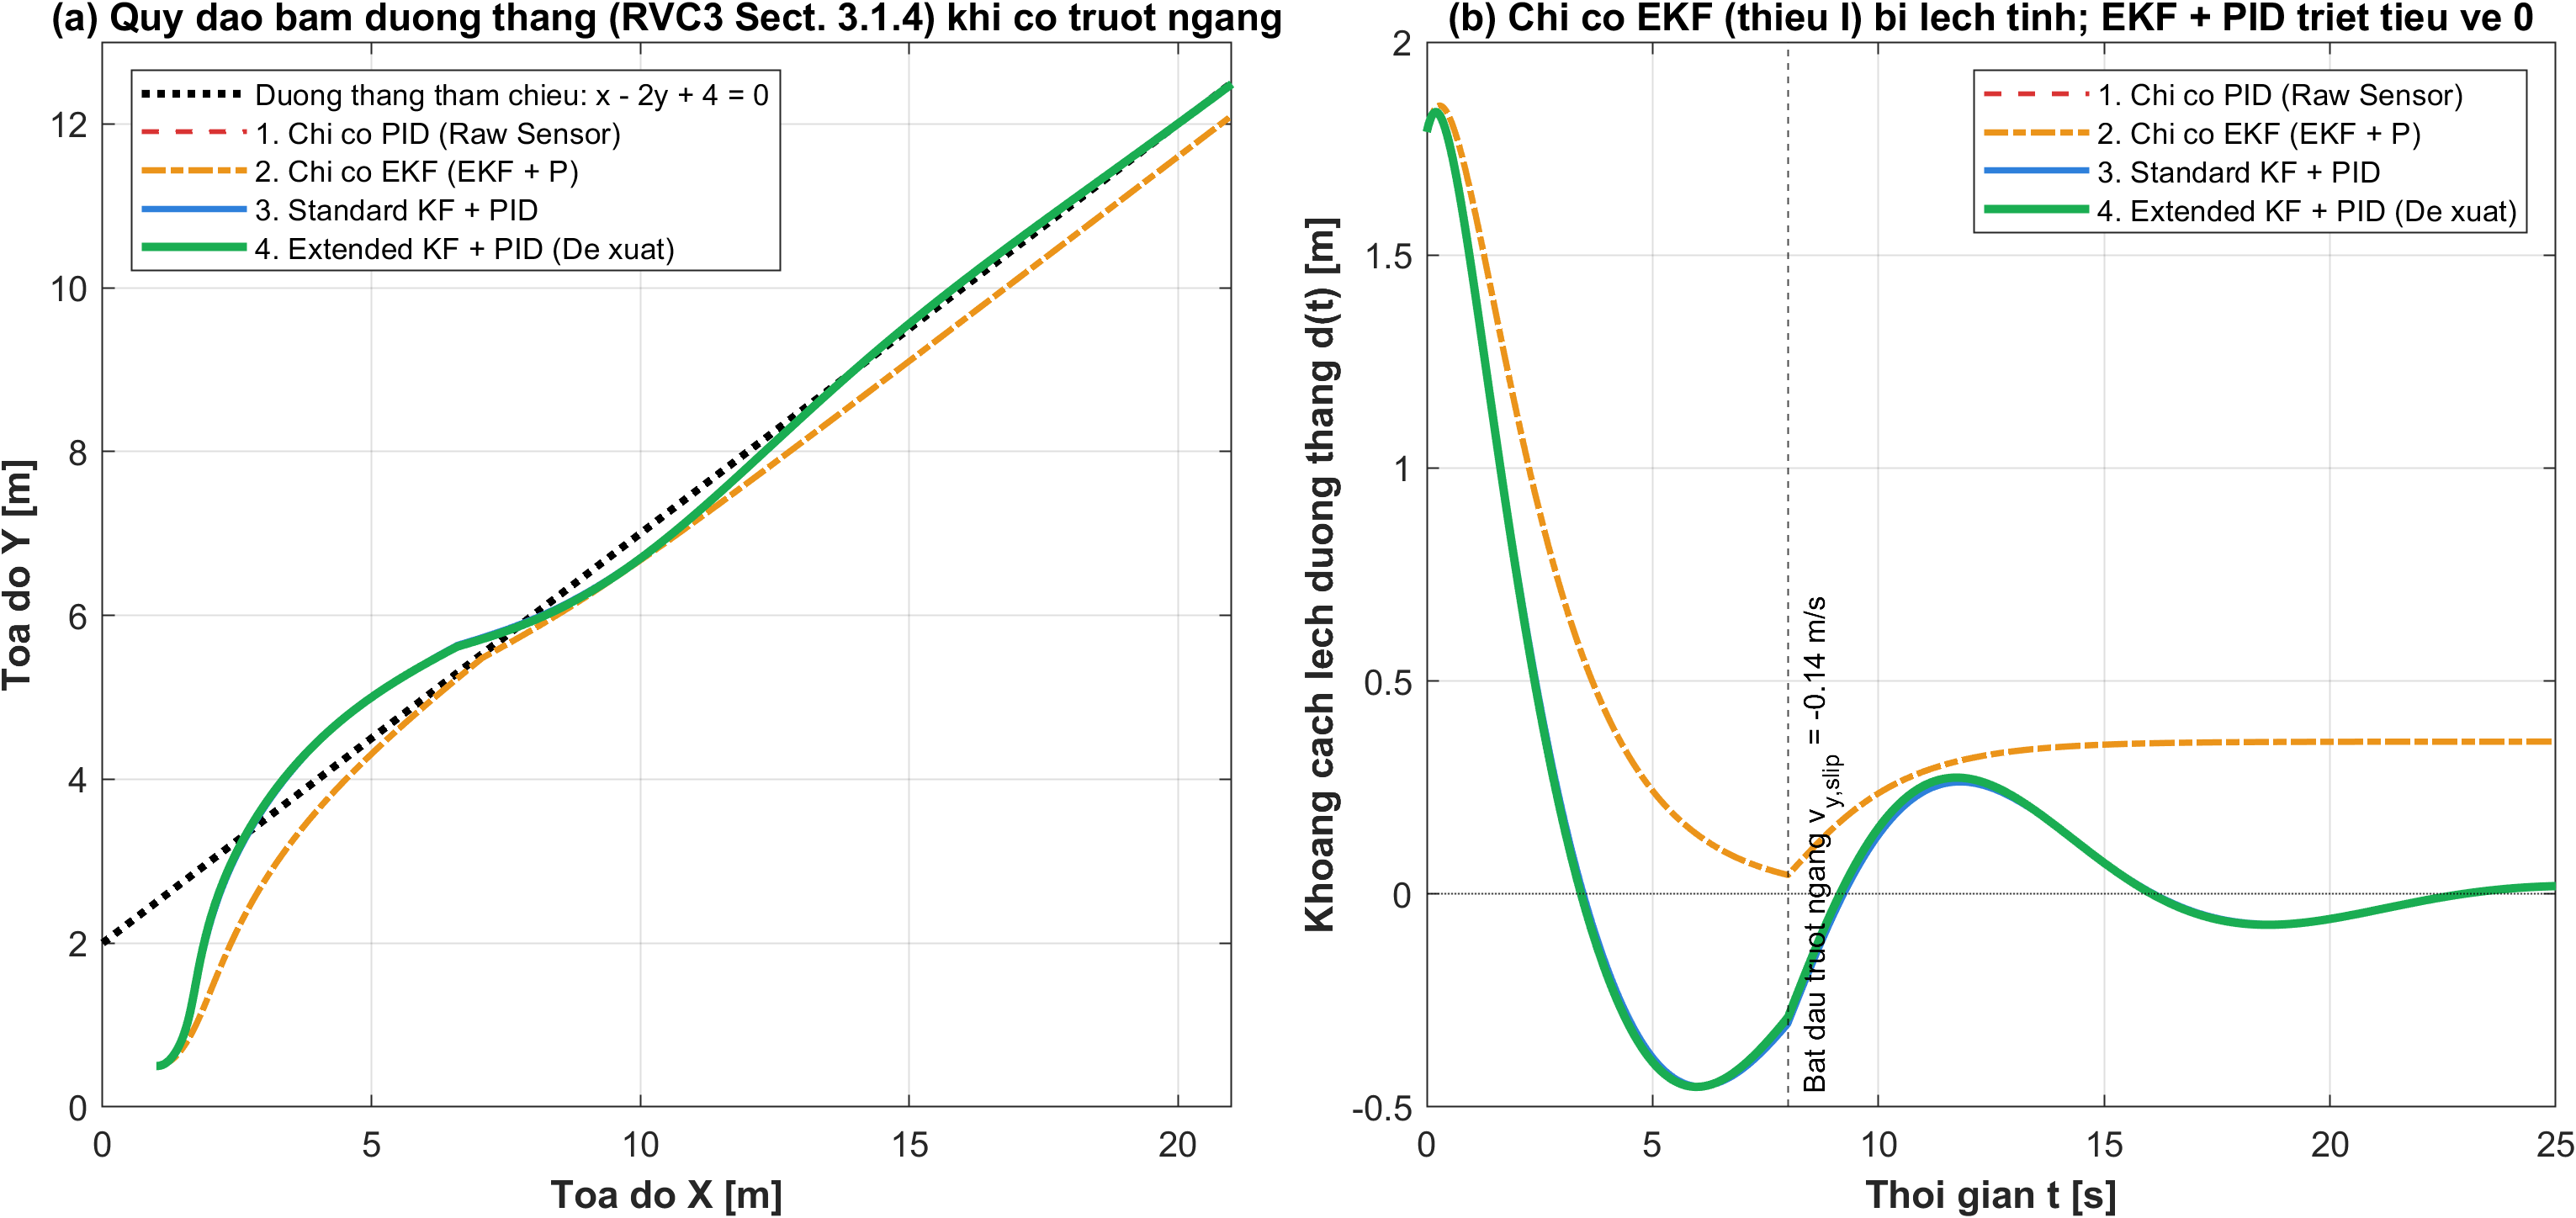 (a) Quy dao bam duong thang (RVC3 Sect. 3.1.4) khi co truot ngang
Duong thang tham chieu: x - 2y + 4 = 0
1. Chi co PID (Raw Sensor)
2. Chi co EKF (EKF + P)
3. Standard KF + PID
4. Extended KF + PID (De xuat)
12
10
8
6
4
2
0
0
5
10
15
20
Toa do Y [m]
Toa do X [m]
(b) Chi co EKF (thieu I) bi lech tinh; EKF + PID triet tieu ve 0
1. Chi co PID (Raw Sensor)
2. Chi co EKF (EKF + P)
3. Standard KF + PID
4. Extended KF + PID (De xuat)
Bat dau truot ngang v_y,slip = -0.14 m/s
2
1.5
1
0.5
0
-0.5
0
5
10
15
20
25
Khoang cach lech duong thang d(t) [m]
Thoi gian t [s]